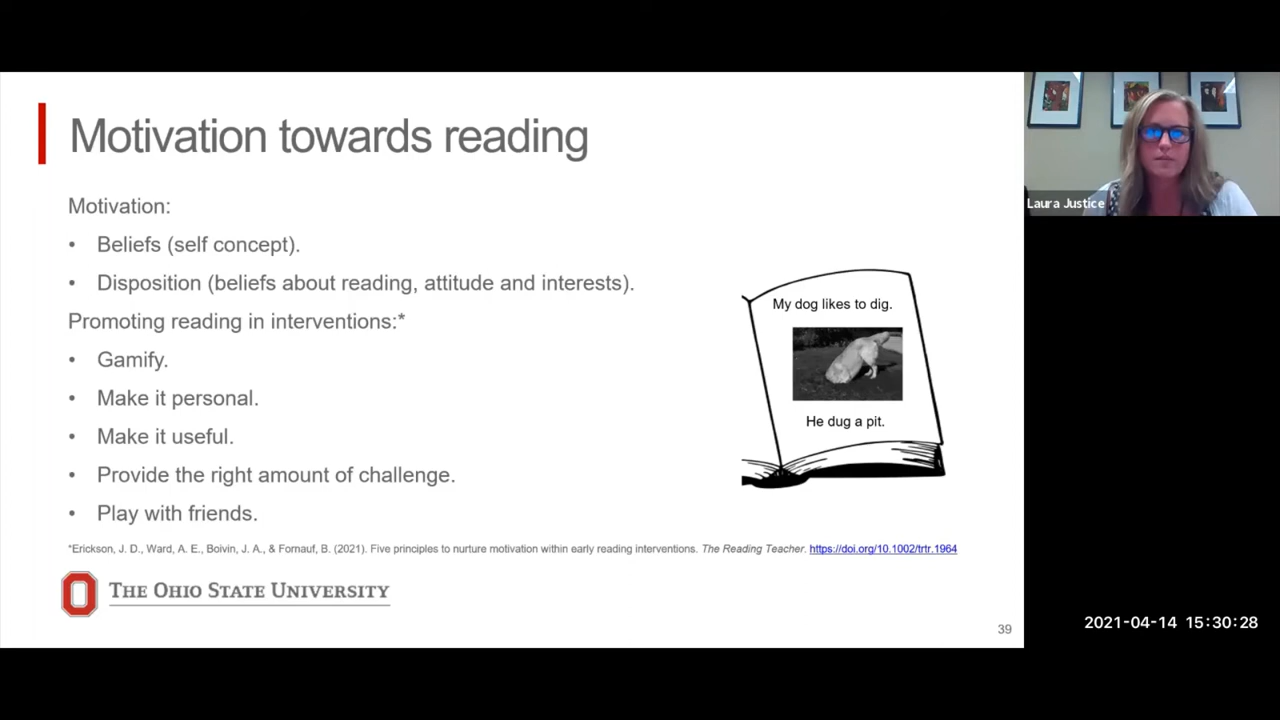 Motivation towards reading
Motivation:
• Beliefs (self concept).
• Disposition (beliefs about reading, attitude and interests).
Promoting reading in interventions:*
• Gamify.
• Make it personal.
• Make it useful.
• Provide the right amount of challenge.
• Play with friends.
My dog likes to dig.
He dug a pit.
*Erickson, J. D., Ward, A. E., Boivin, J. A., & Fornauf, B. (2021). Five principles to nurture motivation within early reading interventions. The Reading Teacher. https://doi.org/10.1002/trtr.1964
THE OHIO STATE UNIVERSITY
39
Laura Justice
2021-04-14 15:30:28